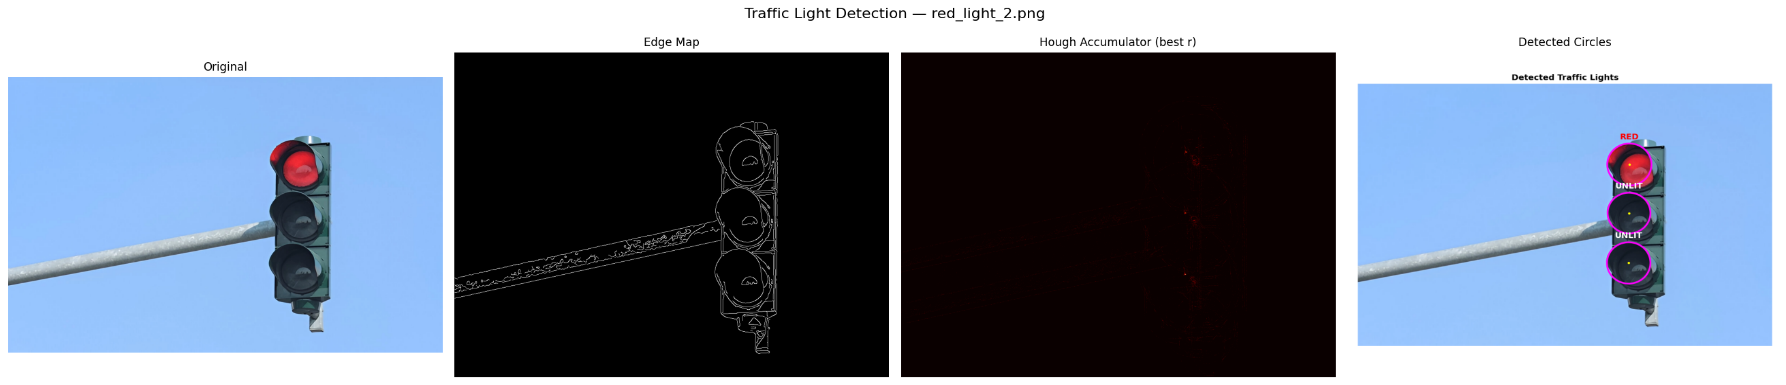 Traffic Light Detection — red_light_2.png
Original
Edge Map
Hough Accumulator (best r)
Detected Circles
Detected Traffic Lights
RED
UNLIT
UNLIT